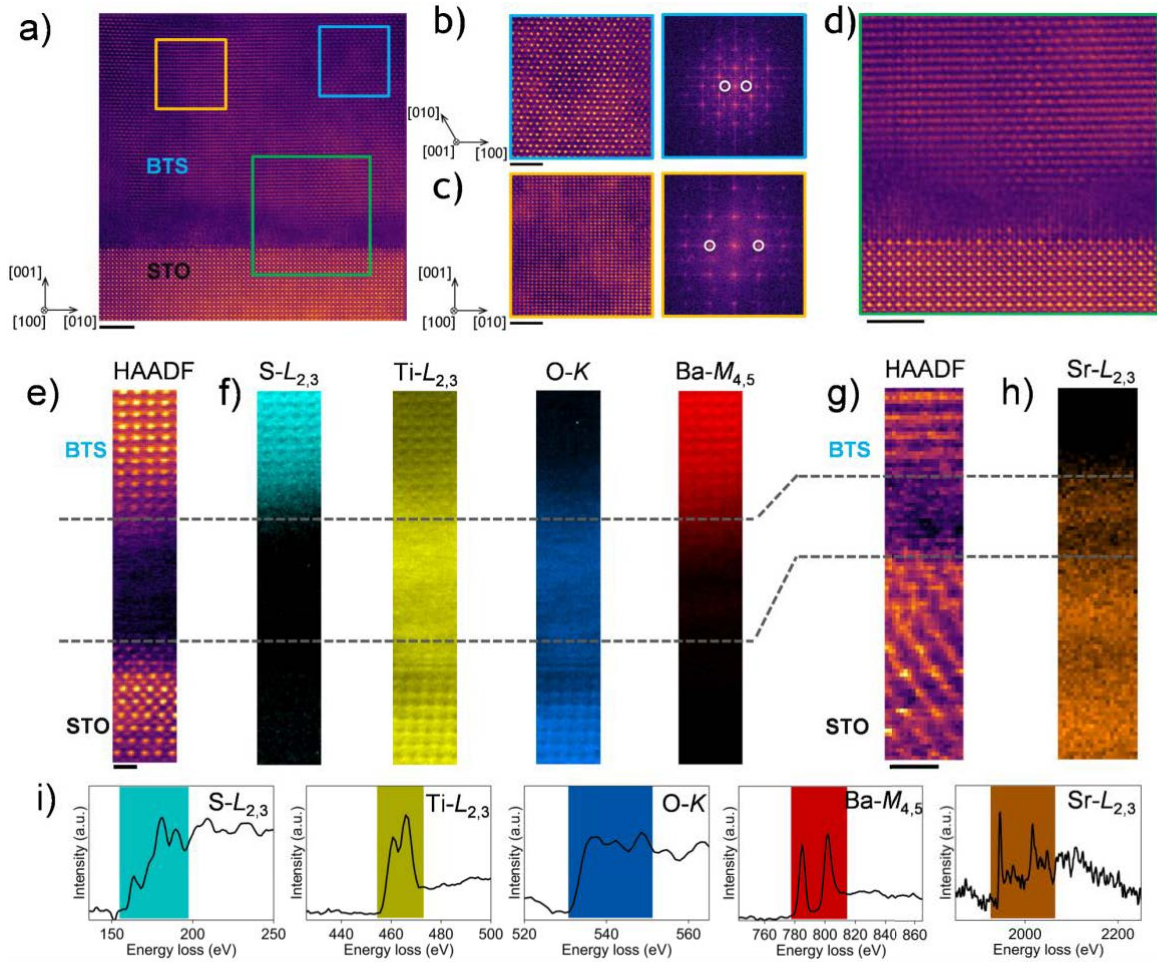 a)
BTS
STO
[001]
[100]
[010]
b)
[010]
[001]
[100]
c)
[001]
[100]
[010]
d)
e)
HAADF
BTS
STO
f)
S-L2,3
Ti-L2,3
O-K
Ba-M4,5
g)
HAADF
BTS
STO
h)
Sr-L2,3
i)
Intensity (a.u.)
S-L2,3
150
200
250
Energy loss (eV)
Intensity (a.u.)
Ti-L2,3
440
460
480
500
Energy loss (eV)
Intensity (a.u.)
O-K
520
540
560
Energy loss (eV)
Intensity (a.u.)
Ba-M4,5
760
780
800
820
840
860
Energy loss (eV)
Intensity (a.u.)
Sr-L2,3
2000
2200
Energy loss (eV)